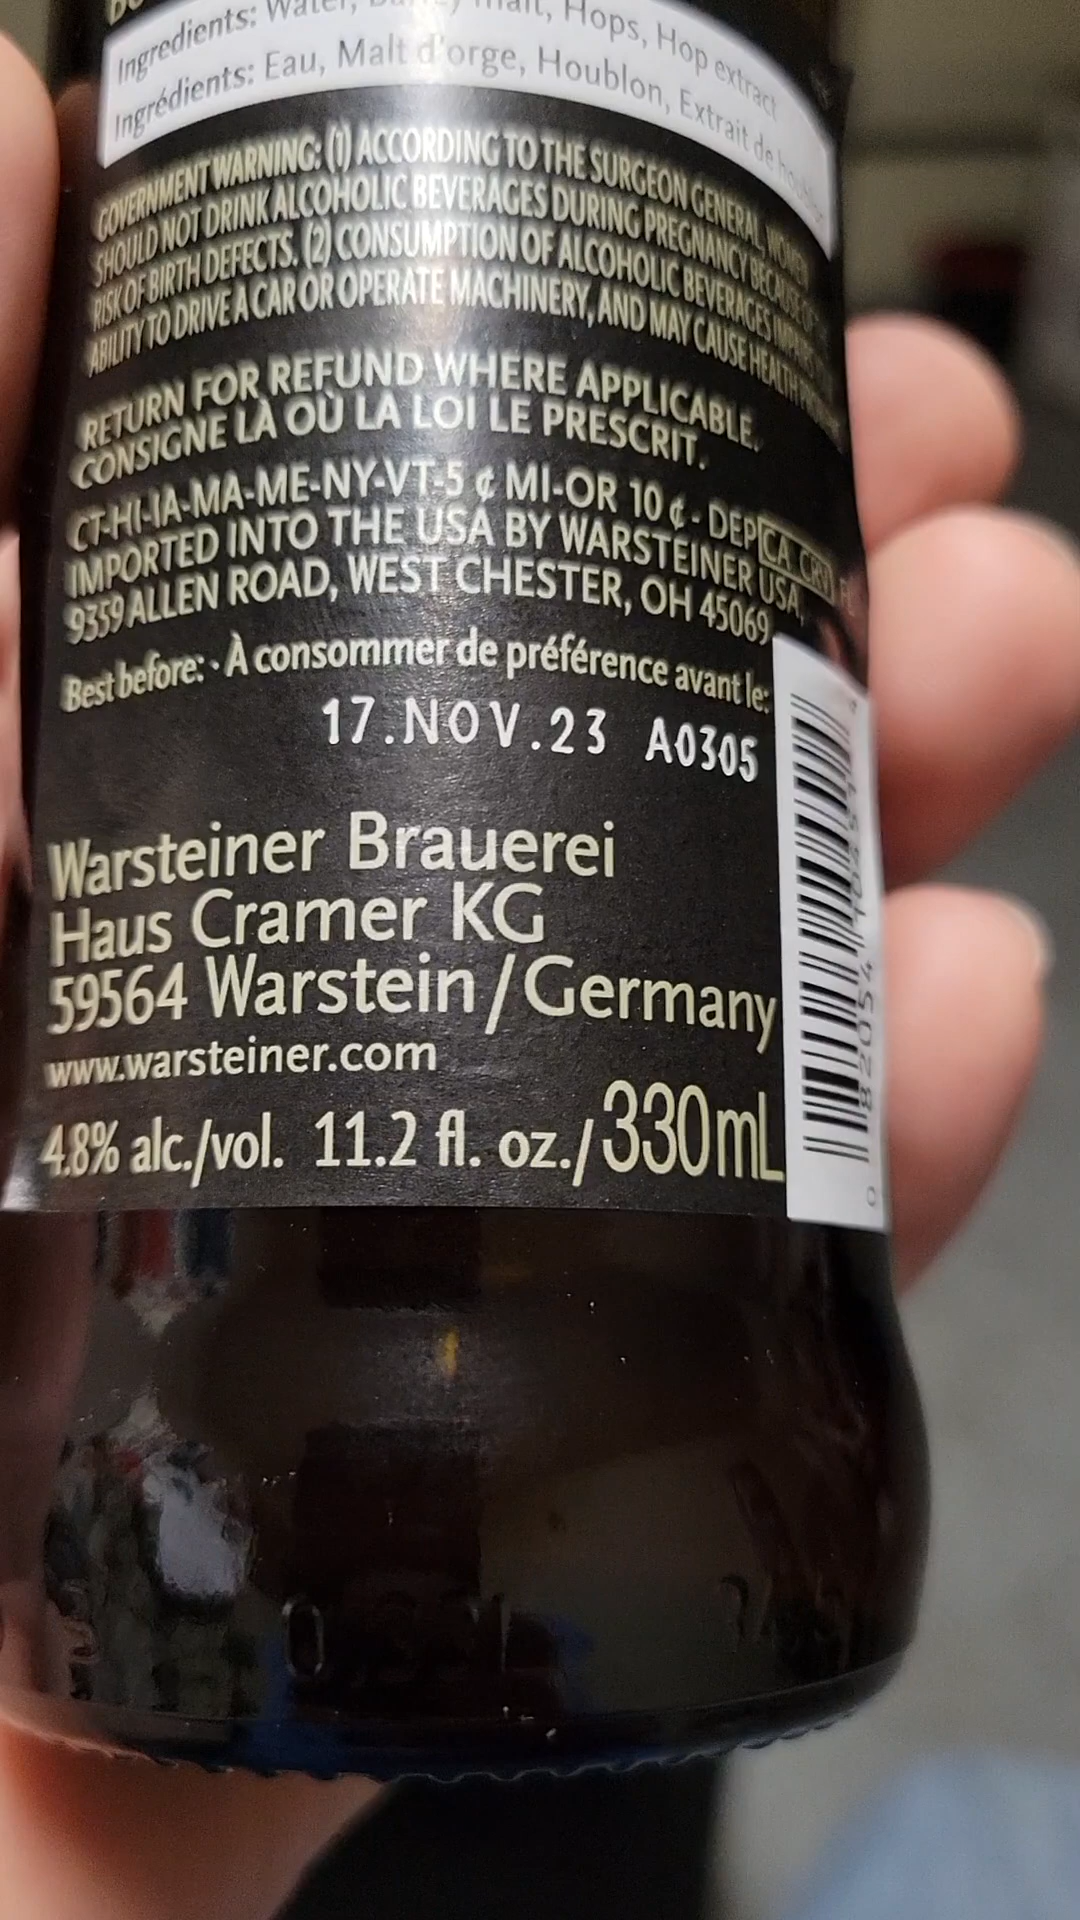 Ingredients: Water, Barley malt, Hops, Hop extract
Ingrédients: Eau, Malt d'orge, Houblon, Extrait de houblon
GOVERNMENT WARNING: (1) ACCORDING TO THE SURGEON GENERAL, WOMEN
SHOULD NOT DRINK ALCOHOLIC BEVERAGES DURING PREGNANCY BECAUSE OF
RISK OF BIRTH DEFECTS. (2) CONSUMPTION OF ALCOHOLIC BEVERAGES IMPAIRS
ABILITY TO DRIVE A CAR OR OPERATE MACHINERY, AND MAY CAUSE HEALTH
RETURN FOR REFUND WHERE APPLICABLE.
CONSIGNE LÀ OÙ LA LOI LE PRESCRIT.
CT-HI-IA-MA-ME-NY-VT-5 ¢ MI-OR 10 ¢ - DEP CA CRV
IMPORTED INTO THE USA BY WARSTEINER USA,
9359 ALLEN ROAD, WEST CHESTER, OH 45069
Best before: · À consommer de préférence avant le:
17.NOV.23 A0305
Warsteiner Brauerei
Haus Cramer KG
59564 Warstein / Germany
www.warsteiner.com
4.8% alc./vol. 11.2 fl. oz./330mL